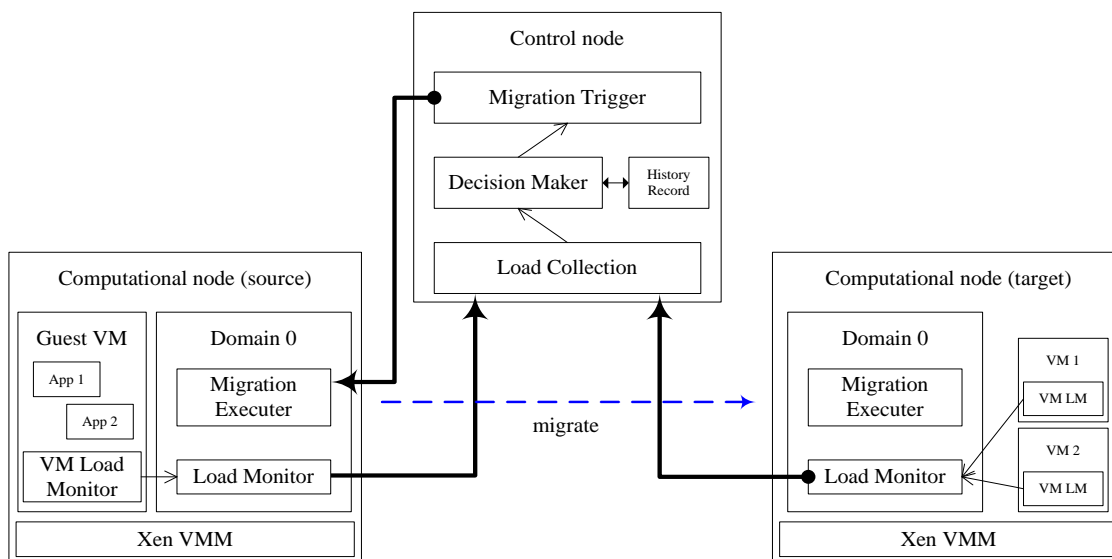 Control node
Migration Trigger
Decision Maker
History
Record
Load Collection
Computational node (source)
Guest VM
App 1
App 2
VM Load
Monitor
Domain 0
Migration
Executer
Load Monitor
Xen VMM
migrate
Computational node (target)
Domain 0
Migration
Executer
Load Monitor
VM 1
VM LM
VM 2
VM LM
Xen VMM